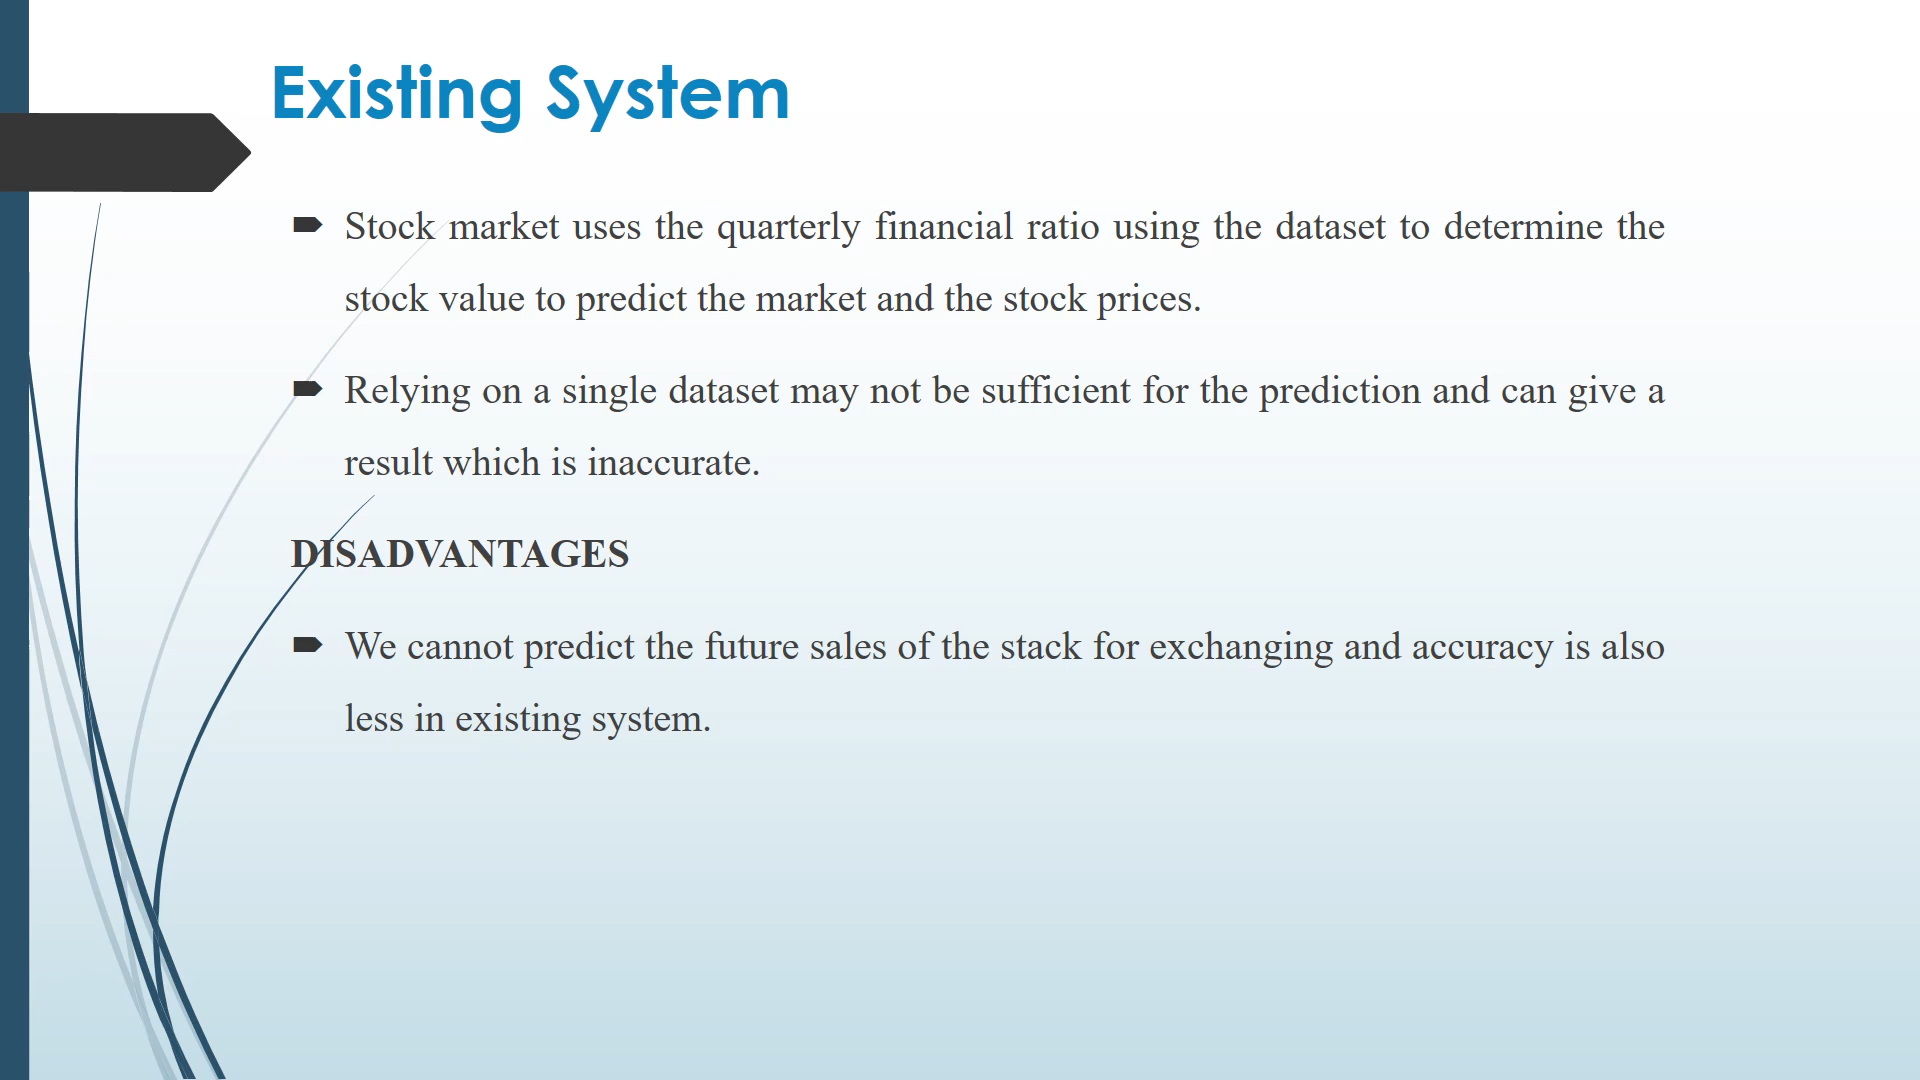 Existing System
Stock market uses the quarterly financial ratio using the dataset to determine the
stock value to predict the market and the stock prices.
Relying on a single dataset may not be sufficient for the prediction and can give a
result which is inaccurate.
DISADVANTAGES
We cannot predict the future sales of the stack for exchanging and accuracy is also
less in existing system.